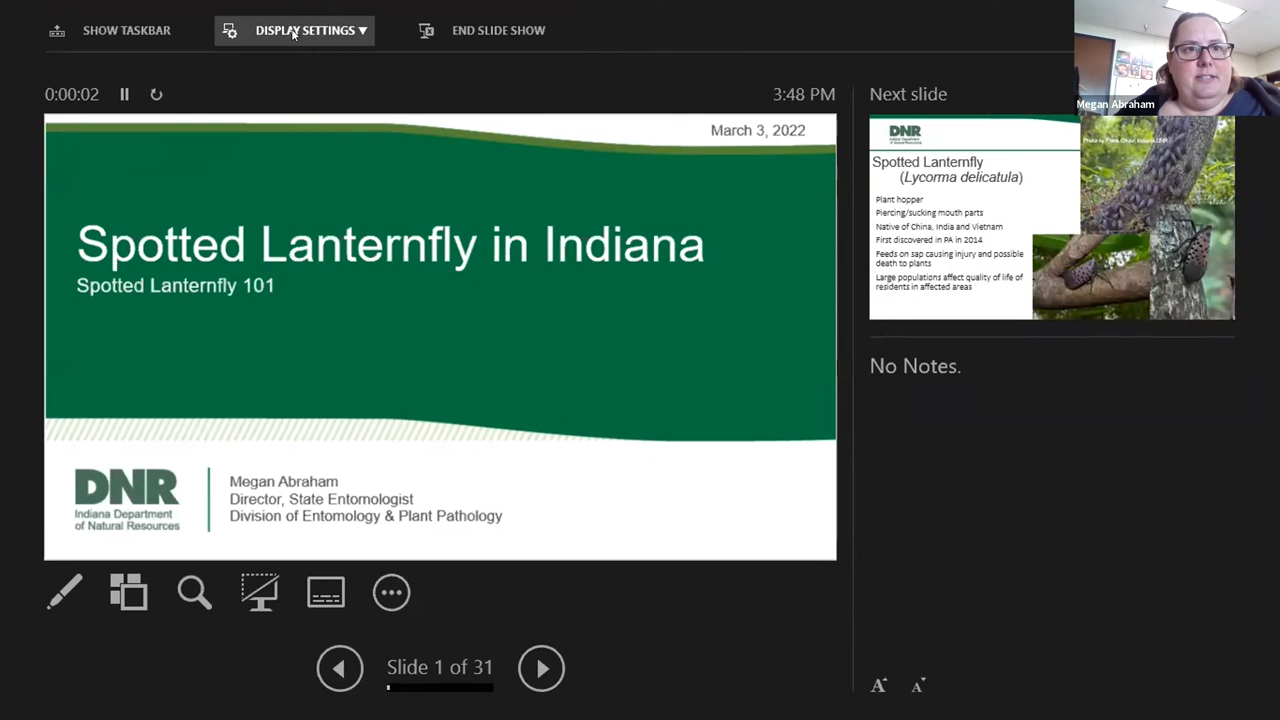 SHOW TASKBAR
DISPLAY SETTINGS ▼
END SLIDE SHOW
0:00:02
3:48 PM
Next slide
Megan Abraham
March 3, 2022
Spotted Lanternfly in Indiana
Spotted Lanternfly 101
DNR
Indiana Department
of Natural Resources
Megan Abraham
Director, State Entomologist
Division of Entomology & Plant Pathology
DNR
Spotted Lanternfly
(Lycorma delicatula)
Plant hopper
Piercing/sucking mouth parts
Native of China, India and Vietnam
First discovered in PA in 2014
Feeds on sap causing injury and possible
death to plants
Large populations affect quality of life of
residents in affected areas
No Notes.
Slide 1 of 31
A A